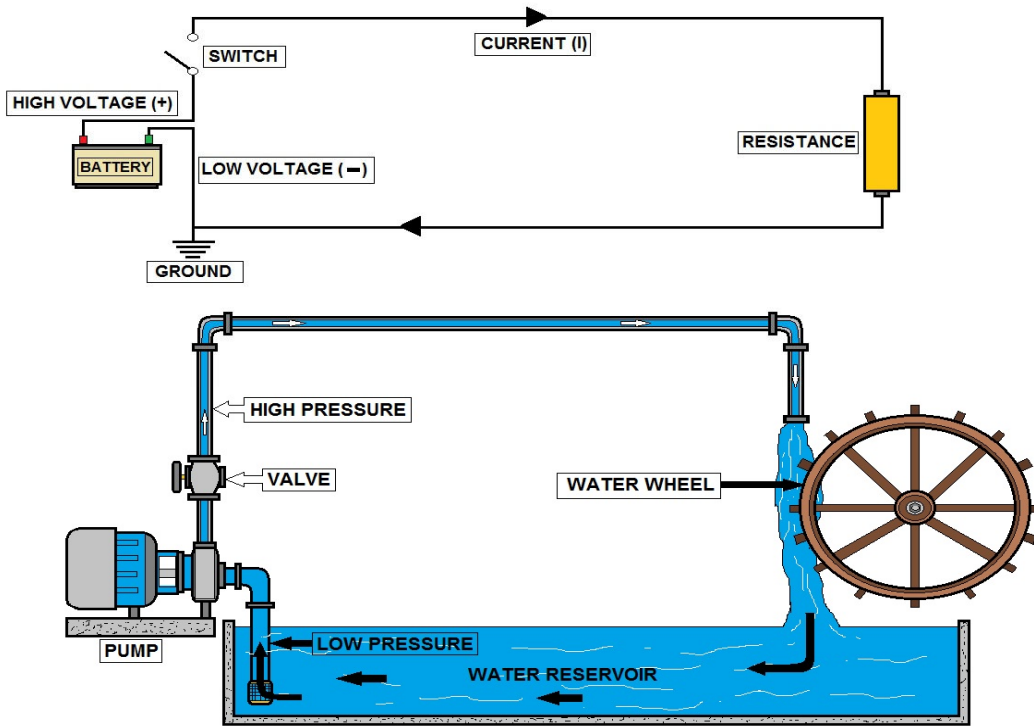 CURRENT (I)
SWITCH
HIGH VOLTAGE (+)
RESISTANCE
BATTERY
LOW VOLTAGE (-)
GROUND
HIGH PRESSURE
VALVE
WATER WHEEL
LOW PRESSURE
PUMP
WATER RESERVOIR